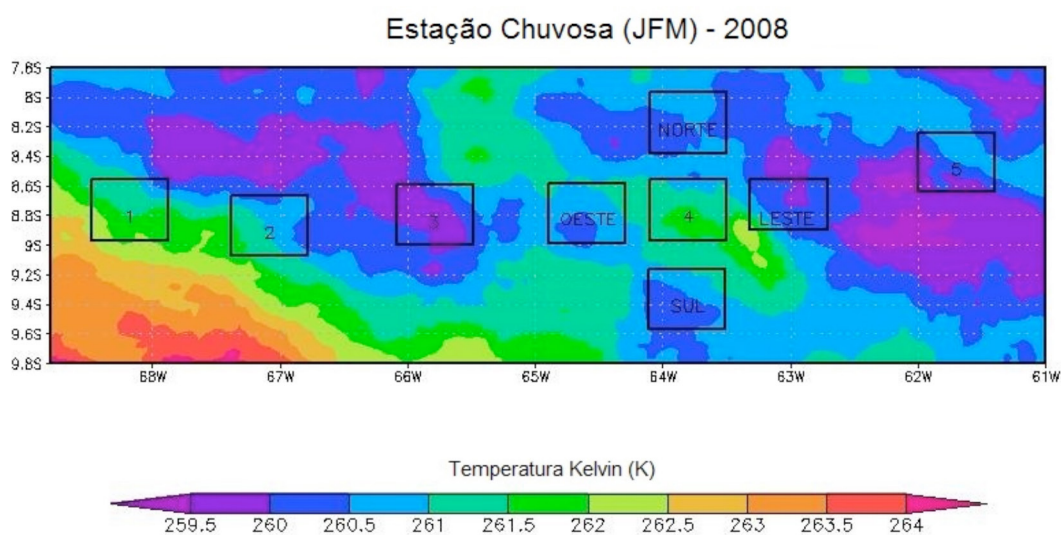 Estação Chuvosa (JFM) - 2008
7.6S
8S
8.2S
8.4S
8.6S
8.8S
9S
9.2S
9.4S
9.6S
9.8S
NORTE
5
1
2
3
OESTE
4
LESTE
SUL
68W 67W 66W 65W 64W 63W 62W 61W
Temperatura Kelvin (K)
259.5 260 260.5 261 261.5 262 262.5 263 263.5 264